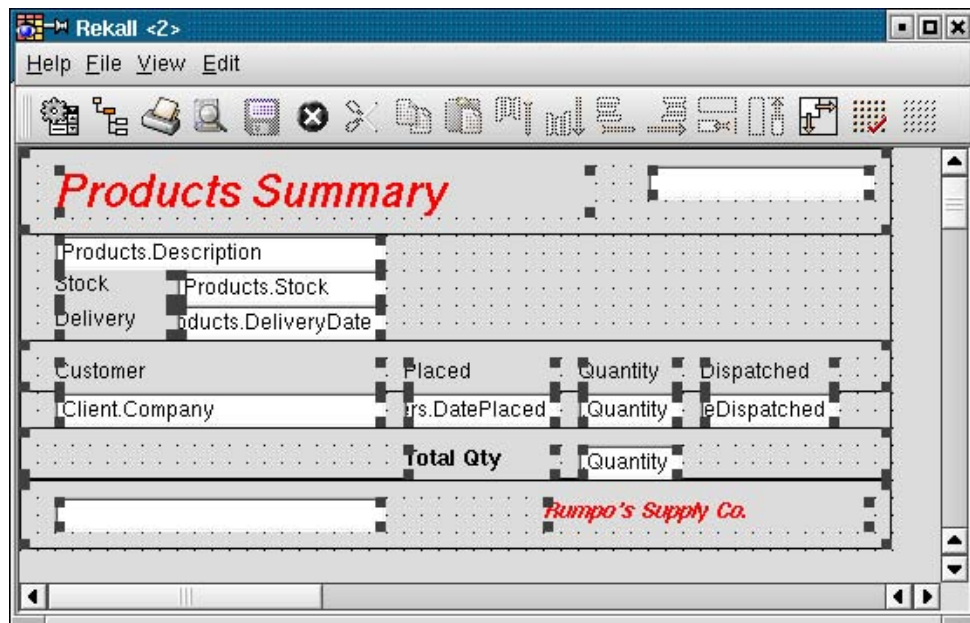 Rekall <2>
Help File View Edit
Products Summary
Products.Description
Stock Products.Stock
Delivery oducts.DeliveryDate
Customer Placed Quantity Dispatched
Client.Company rs.DatePlaced .Quantity eDispatched
Total Qty .Quantity
Rumpo's Supply Co.